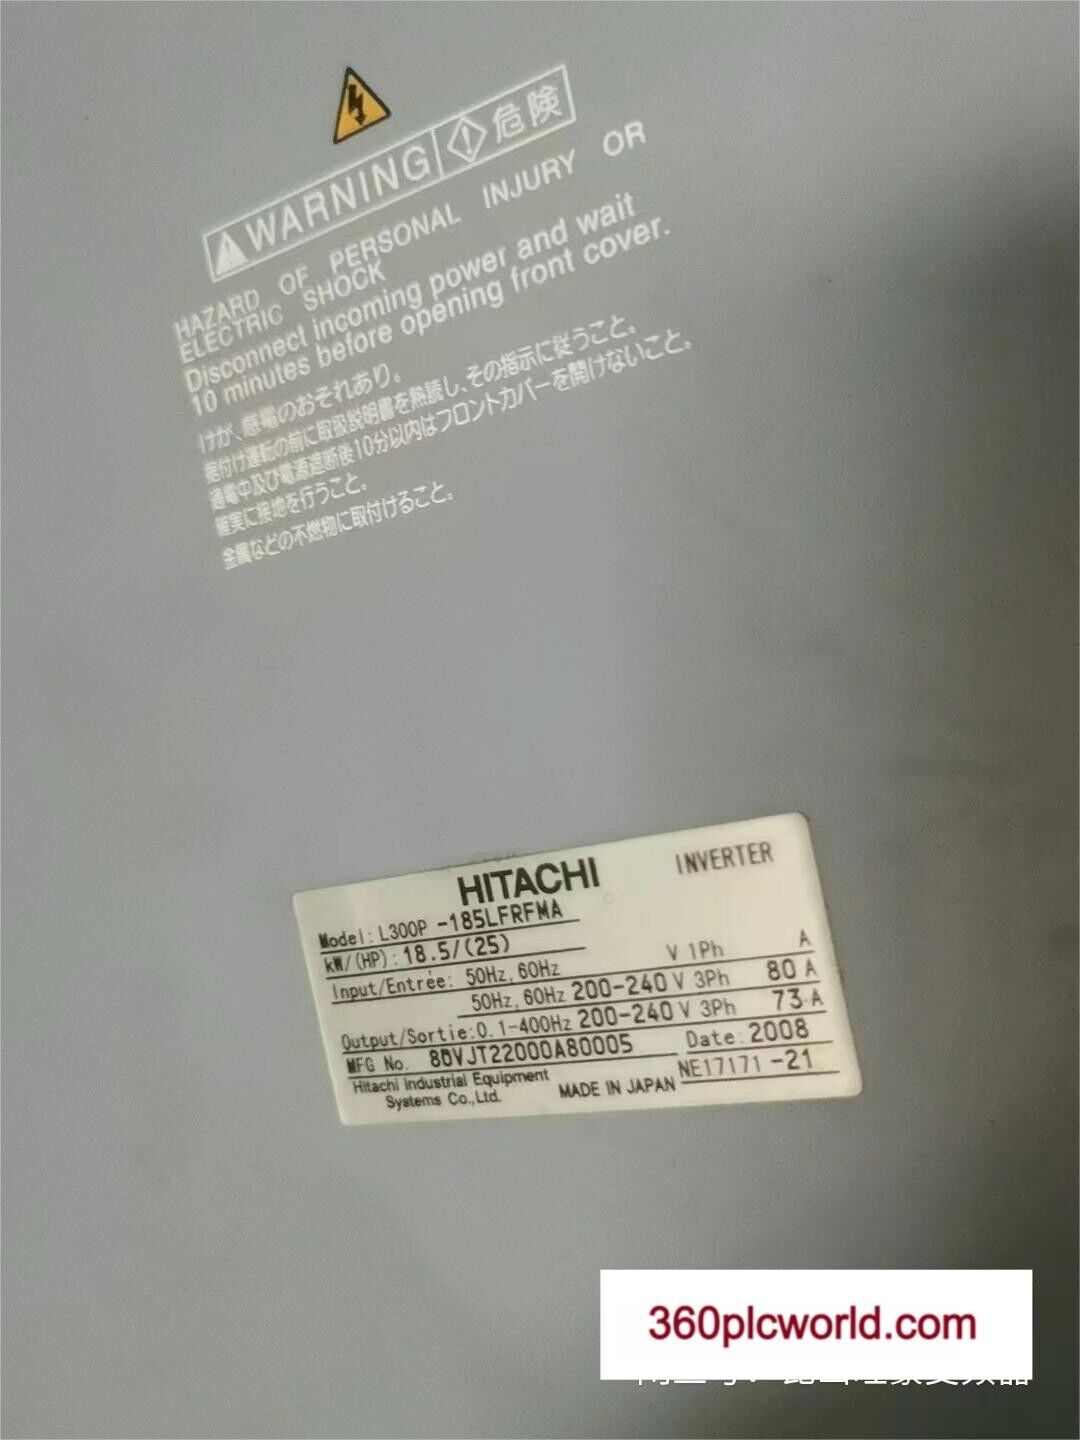 WARNING 危険
HAZARD OF PERSONAL INJURY OR
ELECTRIC SHOCK
Disconnect incoming power and wait
10 minutes before opening front cover.
けが、感電のおそれあり。
据付け運転の前に取扱説明書を熟読し、その指示に従うこと。
通電中及び電源遮断後10分以内はフロントカバーを開けないこと。
確実に接地を行うこと。
金属などの不燃物に取付けること。
HITACHI INVERTER
Model: L300P -185LFRFMA
kW/(HP): 18.5/(25)
Input/Entrée: 50Hz, 60Hz V 1Ph A
50Hz, 60Hz 200-240 V 3Ph 80 A
Output/Sortie: 0.1-400Hz 200-240 V 3Ph 73 A
MFG No. 8DVJT22000A80005 Date: 2008
Hitachi Industrial Equipment
Systems Co., Ltd. MADE IN JAPAN NE17171 -21
360plcworld.com